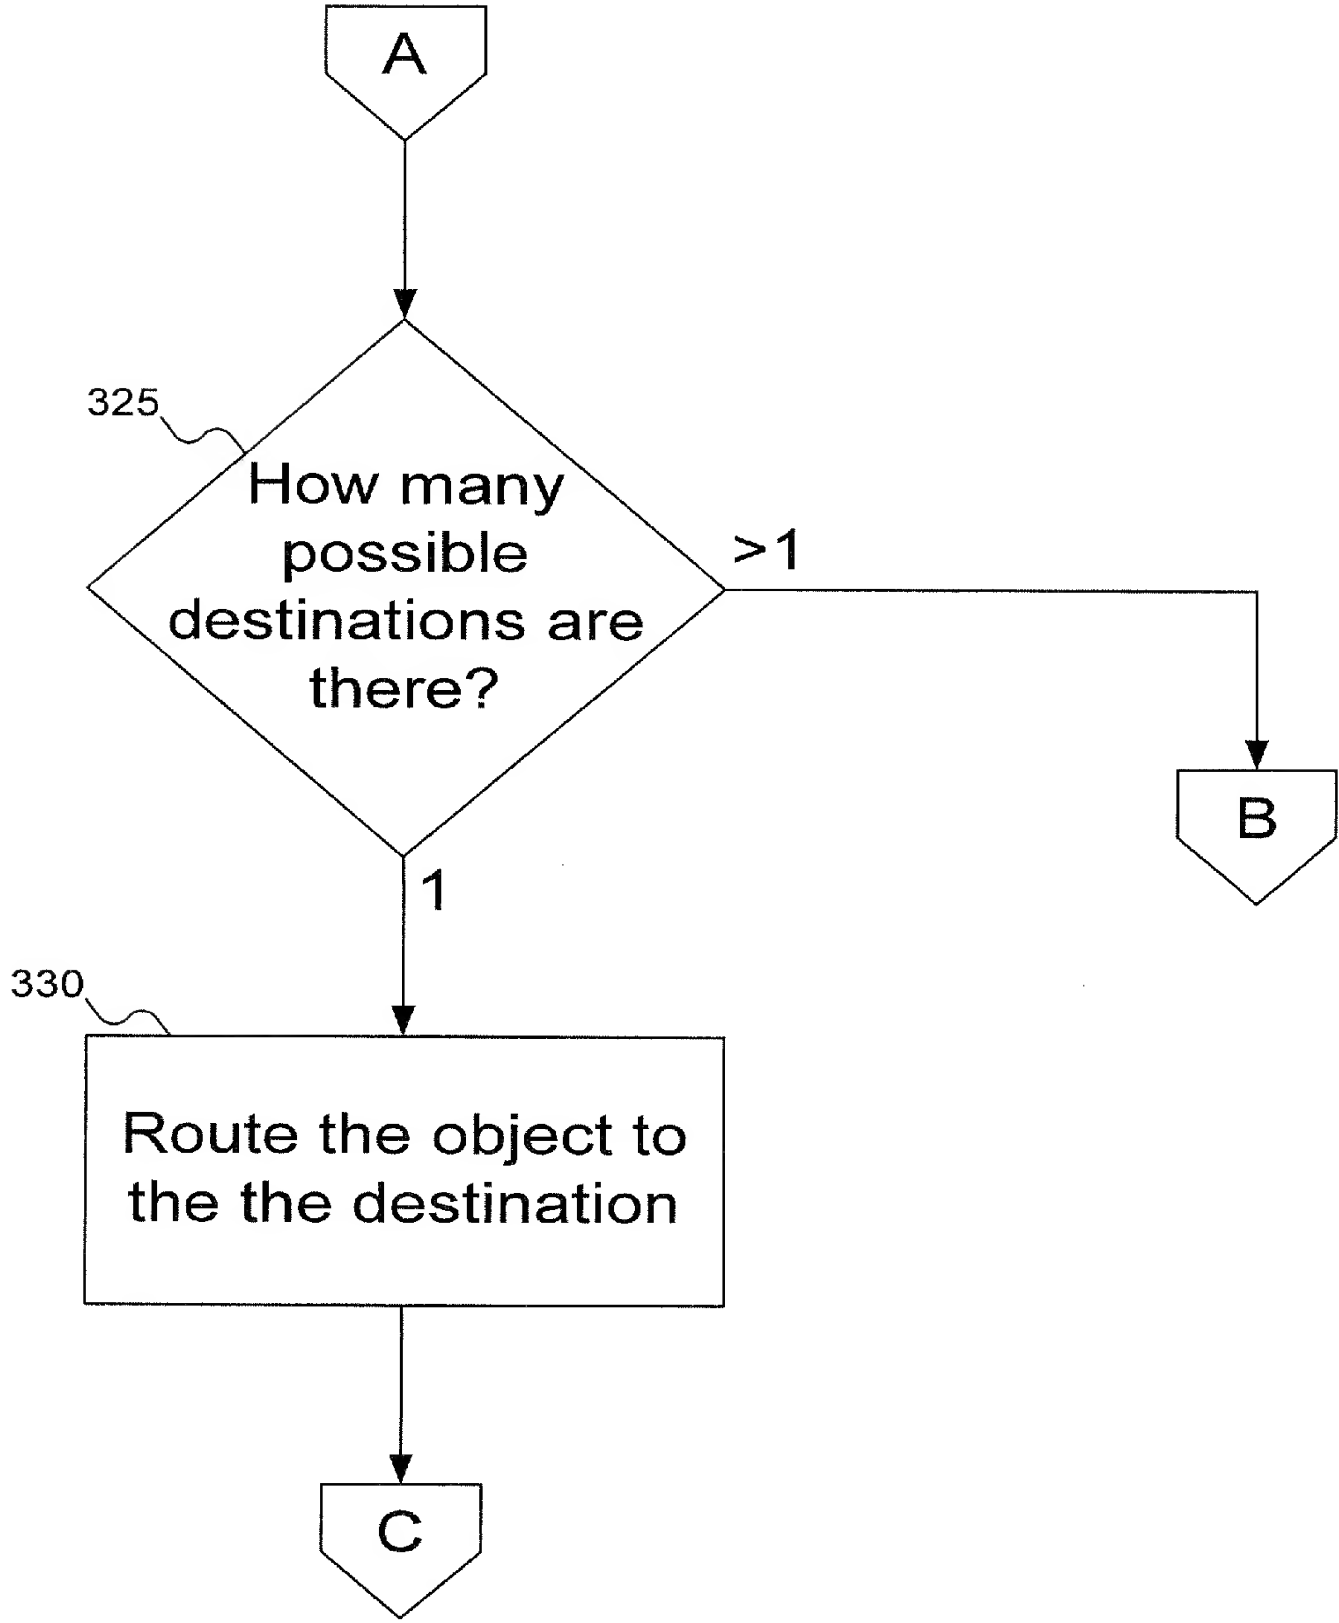 A
325
How many
possible
destinations are
there?
>1
B
1
330
Route the object to
the the destination
C